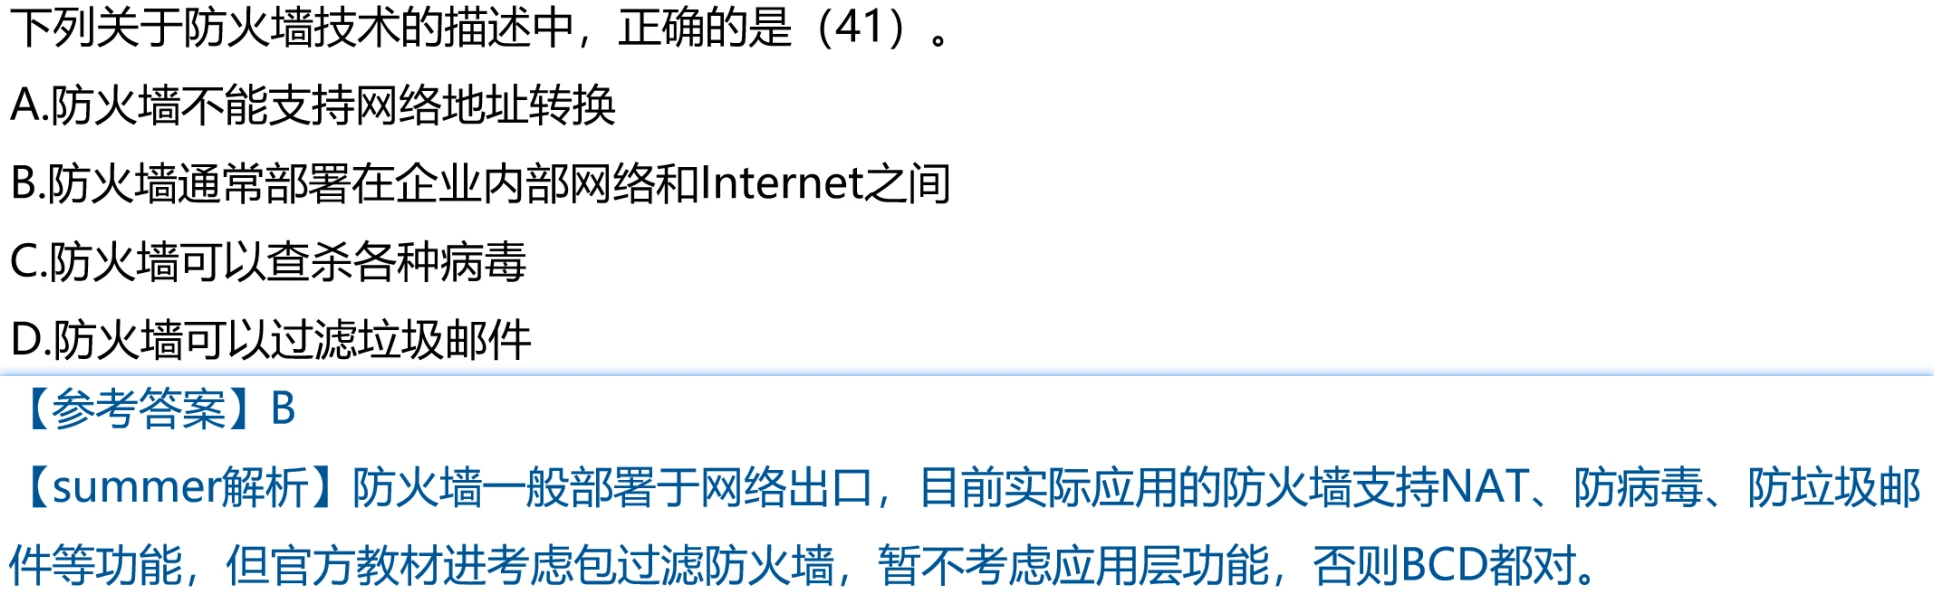 下列关于防火墙技术的描述中，正确的是（41）。
A.防火墙不能支持网络地址转换
B.防火墙通常部署在企业内部网络和Internet之间
C.防火墙可以查杀各种病毒
D.防火墙可以过滤垃圾邮件
【参考答案】B
【summer解析】防火墙一般部署于网络出口，目前实际应用的防火墙支持NAT、防病毒、防垃圾邮
件等功能，但官方教材进考虑包过滤防火墙，暂不考虑应用层功能，否则BCD都对。